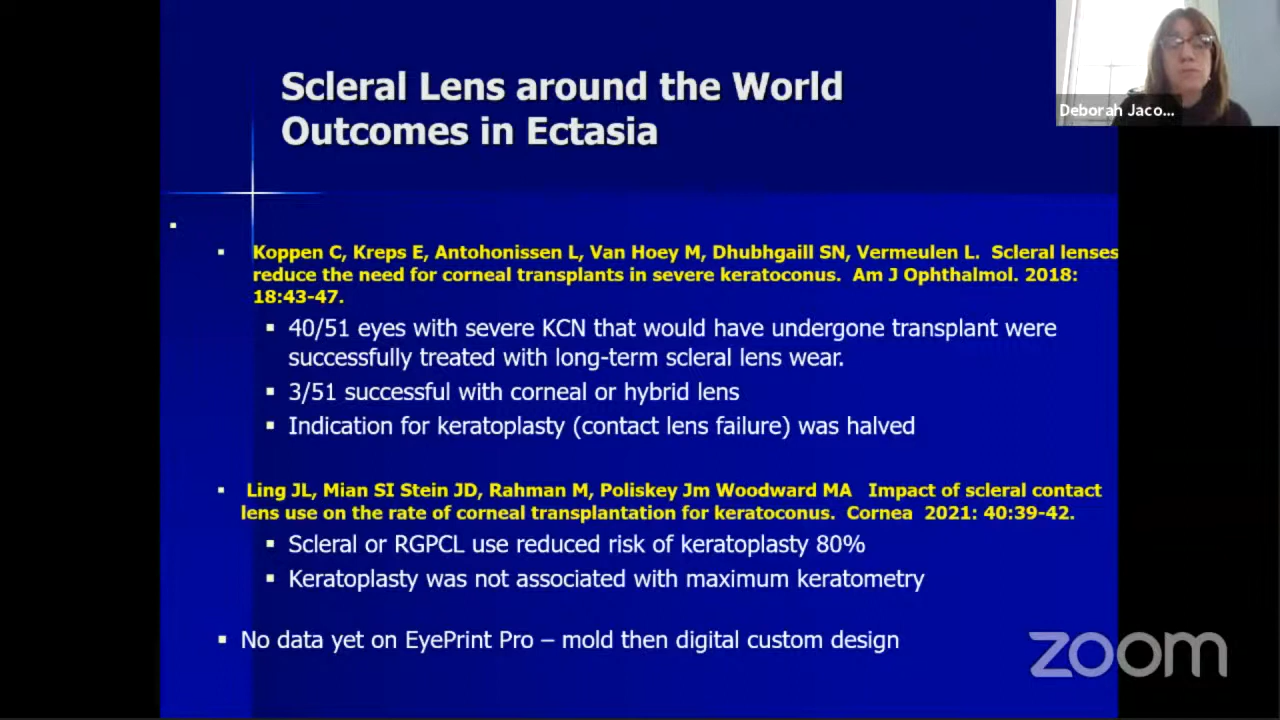 Scleral Lens around the World
Outcomes in Ectasia
Deborah Jaco...
▪ Koppen C, Kreps E, Antohonissen L, Van Hoey M, Dhubhgaill SN, Vermeulen L. Scleral lenses
reduce the need for corneal transplants in severe keratoconus. Am J Ophthalmol. 2018:
18:43-47.
▪ 40/51 eyes with severe KCN that would have undergone transplant were
successfully treated with long-term scleral lens wear.
▪ 3/51 successful with corneal or hybrid lens
▪ Indication for keratoplasty (contact lens failure) was halved
▪ Ling JL, Mian SI Stein JD, Rahman M, Poliskey Jm Woodward MA Impact of scleral contact
lens use on the rate of corneal transplantation for keratoconus. Cornea 2021: 40:39-42.
▪ Scleral or RGPCL use reduced risk of keratoplasty 80%
▪ Keratoplasty was not associated with maximum keratometry
▪ No data yet on EyePrint Pro – mold then digital custom design
zoom